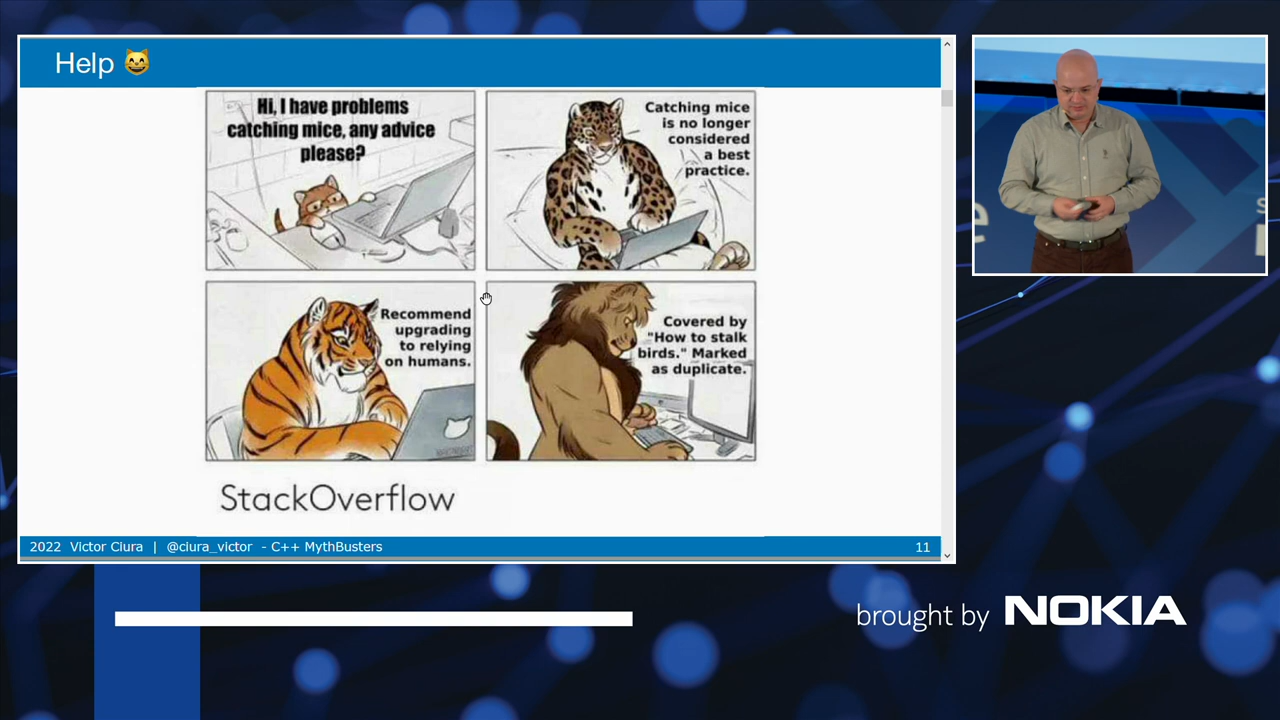 Help
Hi, I have problems
catching mice, any advice
please?
Catching mice
is no longer
considered
a best
practice.
Recommend
upgrading
to relying
on humans.
Covered by
"How to stalk
birds." Marked
as duplicate.
StackOverflow
2022 Victor Ciura | @ciura_victor - C++ MythBusters
11
brought by NOKIA